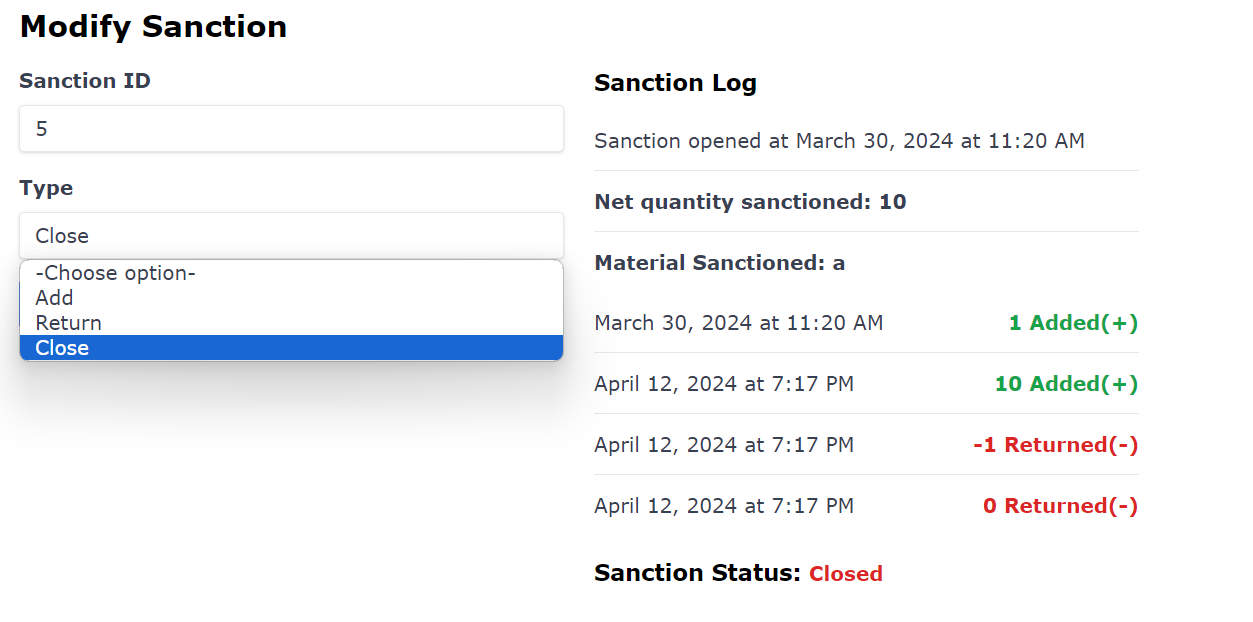 Modify Sanction
Sanction ID
5
Type
Close
-Choose option-
Add
Return
Close
Sanction Log
Sanction opened at March 30, 2024 at 11:20 AM
Net quantity sanctioned: 10
Material Sanctioned: a
March 30, 2024 at 11:20 AM 1 Added(+)
April 12, 2024 at 7:17 PM 10 Added(+)
April 12, 2024 at 7:17 PM -1 Returned(-)
April 12, 2024 at 7:17 PM 0 Returned(-)
Sanction Status: Closed